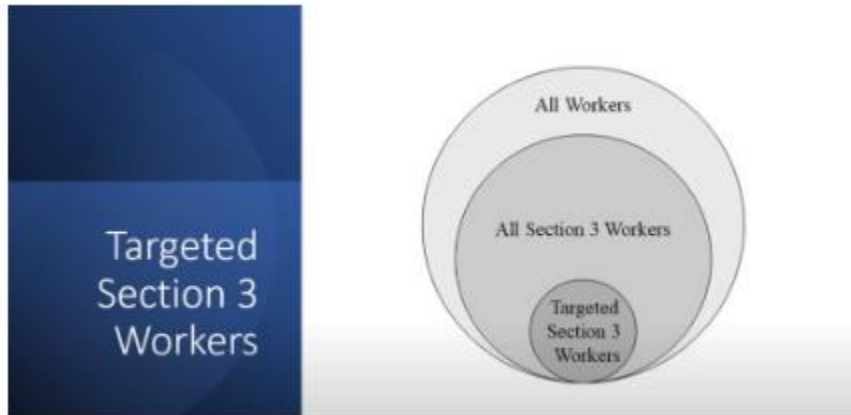 Targeted
Section 3
Workers
All Workers
All Section 3 Workers
Targeted
Section 3
Workers